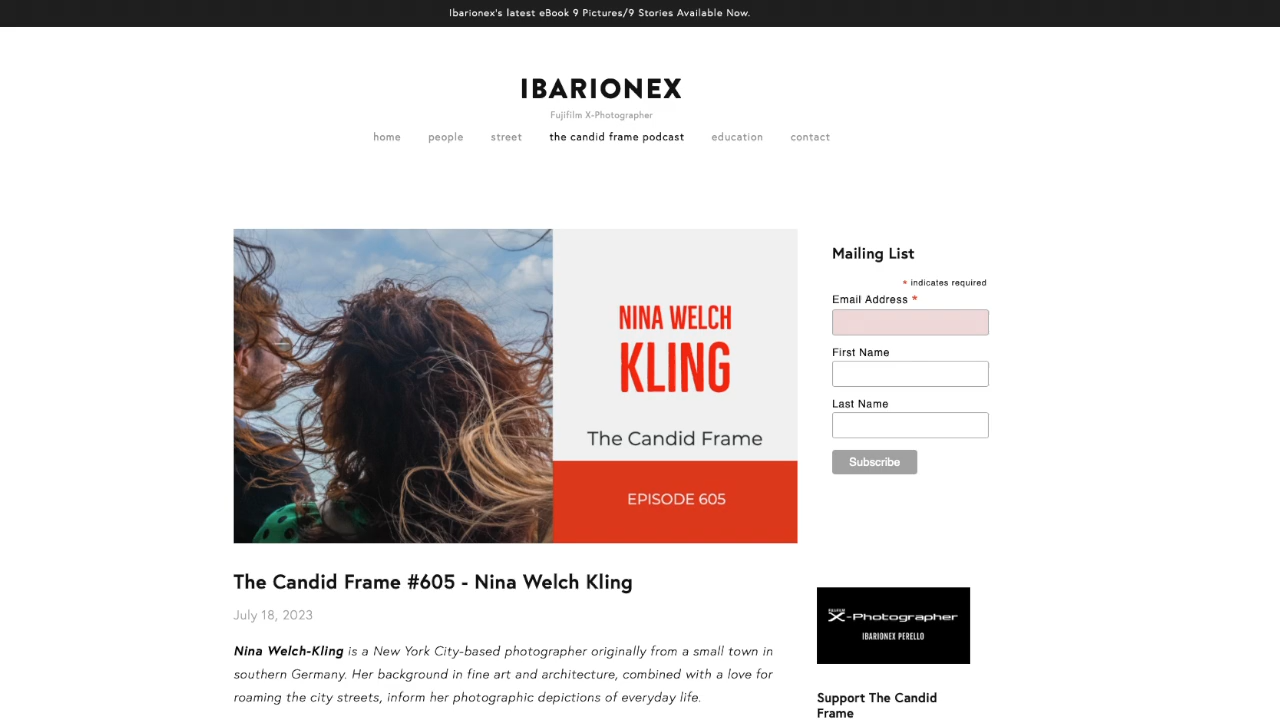 Ibarionex's latest eBook 9 Pictures/9 Stories Available Now.
IBARIONEX
Fujifilm X-Photographer
home people street the candid frame podcast education contact
NINA WELCH
KLING
The Candid Frame
EPISODE 605
The Candid Frame #605 - Nina Welch Kling
July 18, 2023
Nina Welch-Kling is a New York City-based photographer originally from a small town in
southern Germany. Her background in fine art and architecture, combined with a love for
roaming the city streets, inform her photographic depictions of everyday life.
Mailing List
* indicates required
Email Address *
First Name
Last Name
Subscribe
FUJIFILM
X-Photographer
IBARIONEX PERELLO
Support The Candid
Frame